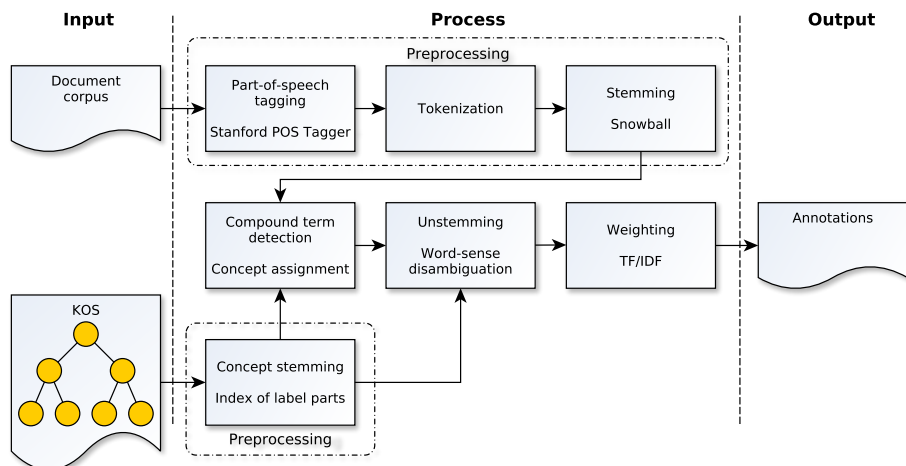 Input
Process
Output
Preprocessing
Document
corpus
Part-of-speech
tagging
Stanford POS Tagger
Tokenization
Stemming
Snowball
Compound term
detection
Concept assignment
Unstemming
Word-sense
disambiguation
Weighting
TF/IDF
Annotations
KOS
Concept stemming
Index of label parts
Preprocessing